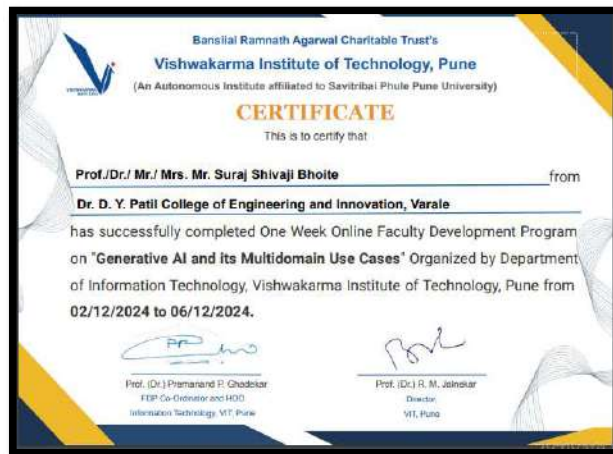 Bansilal Ramnath Agarwal Charitable Trust's
Vishwakarma Institute of Technology, Pune
(An Autonomous Institute affiliated to Savitribai Phule Pune University)
CERTIFICATE
This is to certify that
Prof./Dr./ Mr./ Mrs. Mr. Suraj Shivaji Bhoite from
Dr. D. Y. Patil College of Engineering and Innovation, Varale
has successfully completed One Week Online Faculty Development Program
on "Generative AI and its Multidomain Use Cases" Organized by Department
of Information Technology, Vishwakarma Institute of Technology, Pune from
02/12/2024 to 06/12/2024.
Prof. (Dr.) Premanand P. Ghadekar
FDP Co-Ordinator and HOD
Information Technology, VIT, Pune
Prof. (Dr.) R. M. Jalnekar
Director,
VIT, Pune